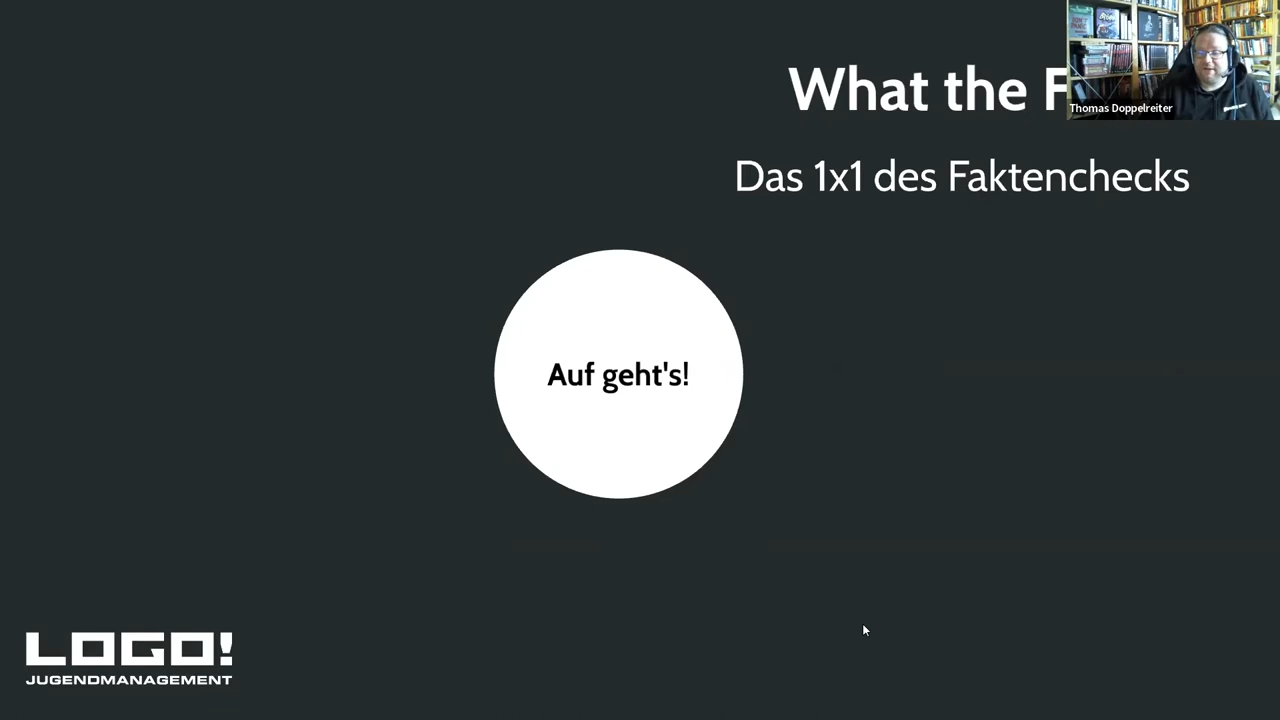 What the F
Thomas Doppelreiter
Das 1x1 des Faktenchecks
Auf geht's!
LOGO!
JUGENDMANAGEMENT